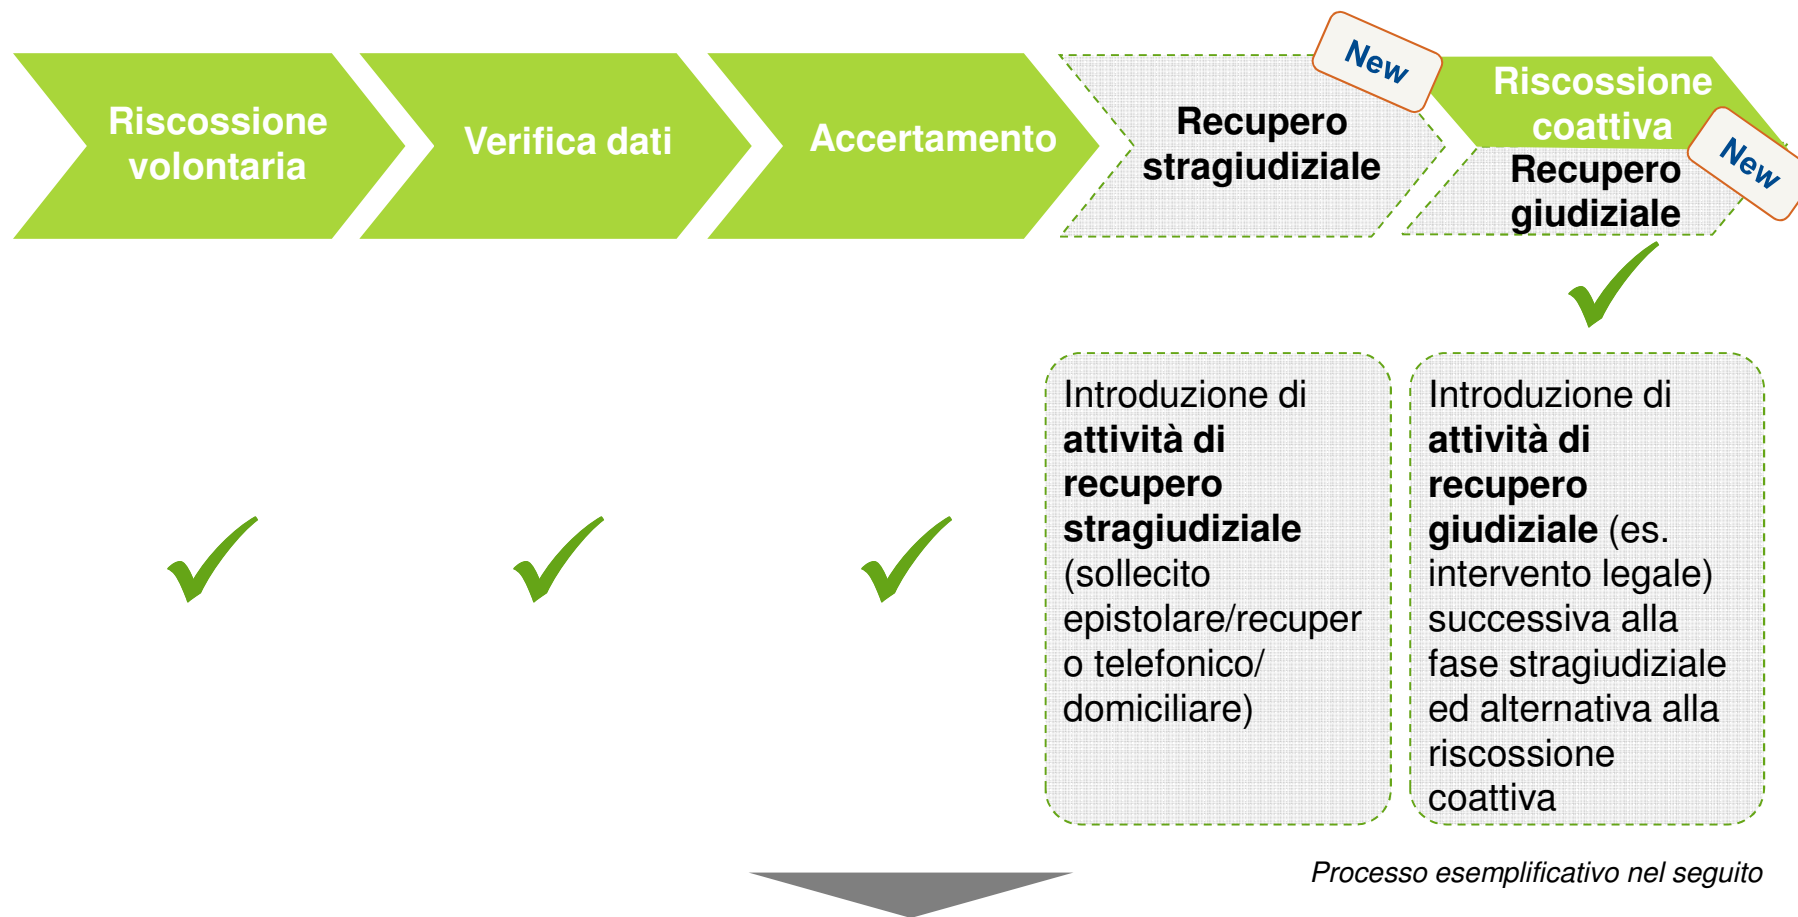 Riscossione
volontaria
Verifica dati
Accertamento
Recupero
stragiudiziale
New
Riscossione
coattiva
Recupero
giudiziale
New
Introduzione di
attività di
recupero
stragiudiziale
(sollecito
epistolare/recuper
o telefonico/
domiciliare)
Introduzione di
attività di
recupero
giudiziale (es.
intervento legale)
successiva alla
fase stragiudiziale
ed alternativa alla
riscossione
coattiva
Processo esemplificativo nel seguito